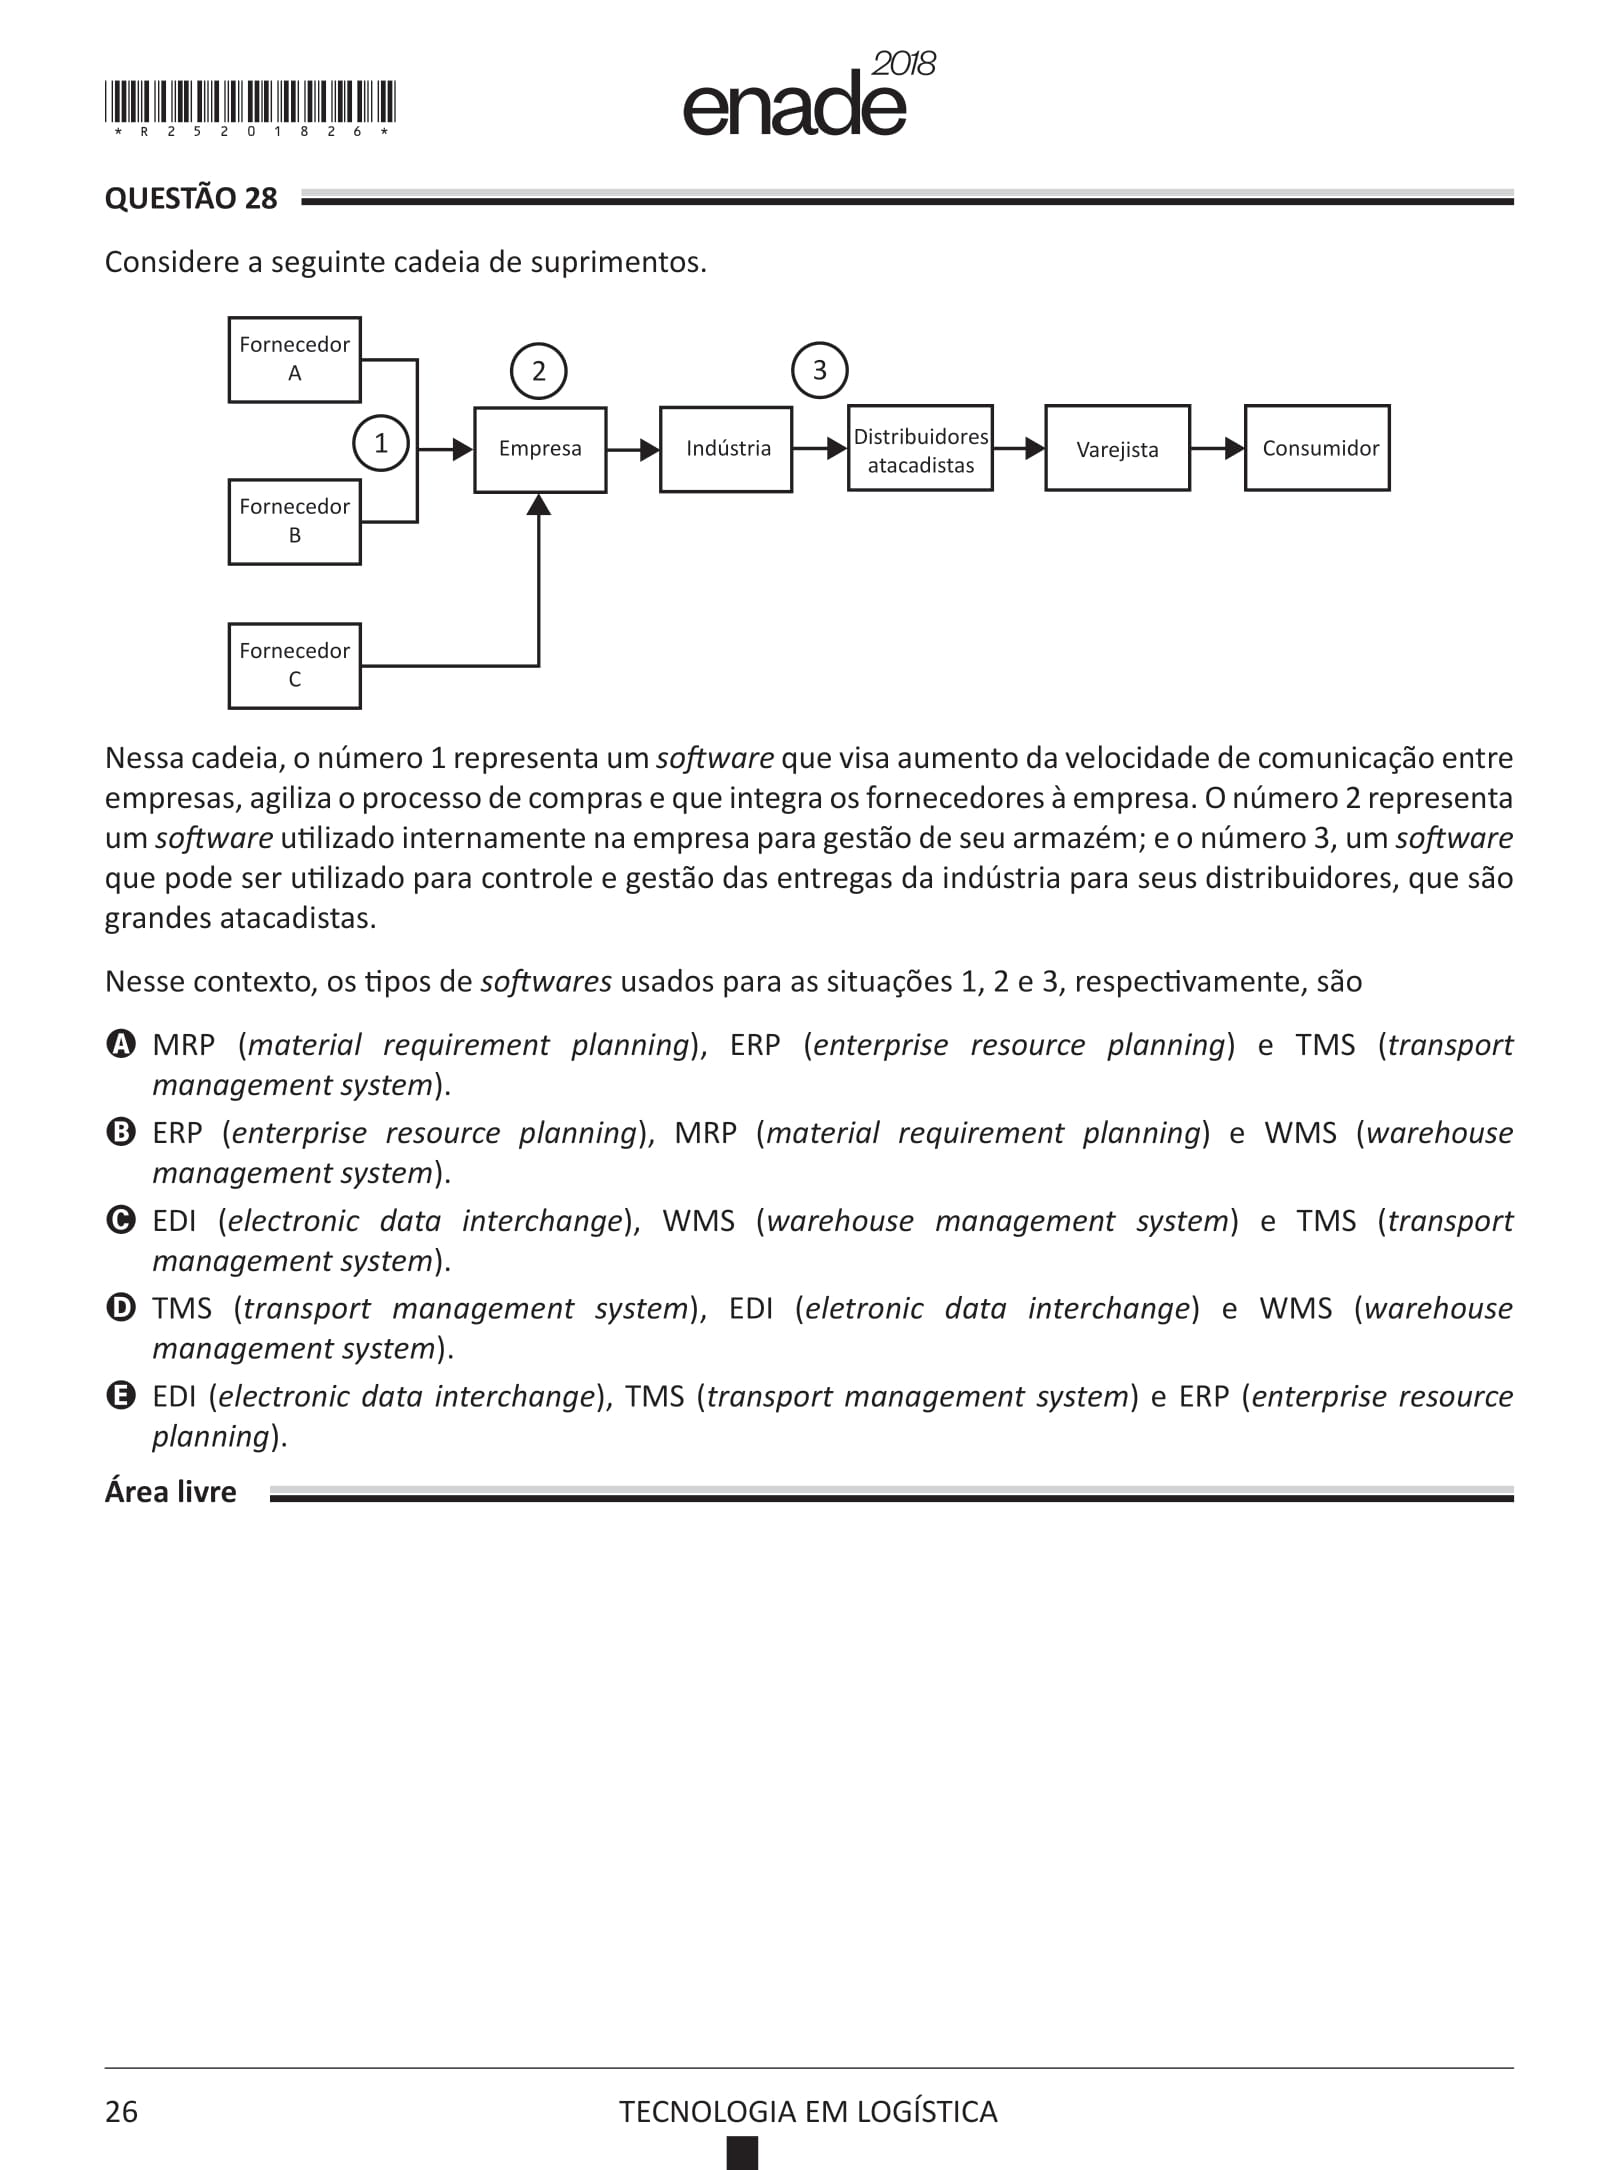 *R25201826*
enade 2018
QUESTÃO 28
Considere a seguinte cadeia de suprimentos.
Fornecedor
A
1
Fornecedor
B
Fornecedor
C
2
Empresa
Indústria
3
Distribuidores
atacadistas
Varejista
Consumidor
Nessa cadeia, o número 1 representa um software que visa aumento da velocidade de comunicação entre
empresas, agiliza o processo de compras e que integra os fornecedores à empresa. O número 2 representa
um software utilizado internamente na empresa para gestão de seu armazém; e o número 3, um software
que pode ser utilizado para controle e gestão das entregas da indústria para seus distribuidores, que são
grandes atacadistas.
Nesse contexto, os tipos de softwares usados para as situações 1, 2 e 3, respectivamente, são
A MRP (material requirement planning), ERP (enterprise resource planning) e TMS (transport
management system).
B ERP (enterprise resource planning), MRP (material requirement planning) e WMS (warehouse
management system).
C EDI (electronic data interchange), WMS (warehouse management system) e TMS (transport
management system).
D TMS (transport management system), EDI (eletronic data interchange) e WMS (warehouse
management system).
E EDI (electronic data interchange), TMS (transport management system) e ERP (enterprise resource
planning).
Área livre
26
TECNOLOGIA EM LOGÍSTICA